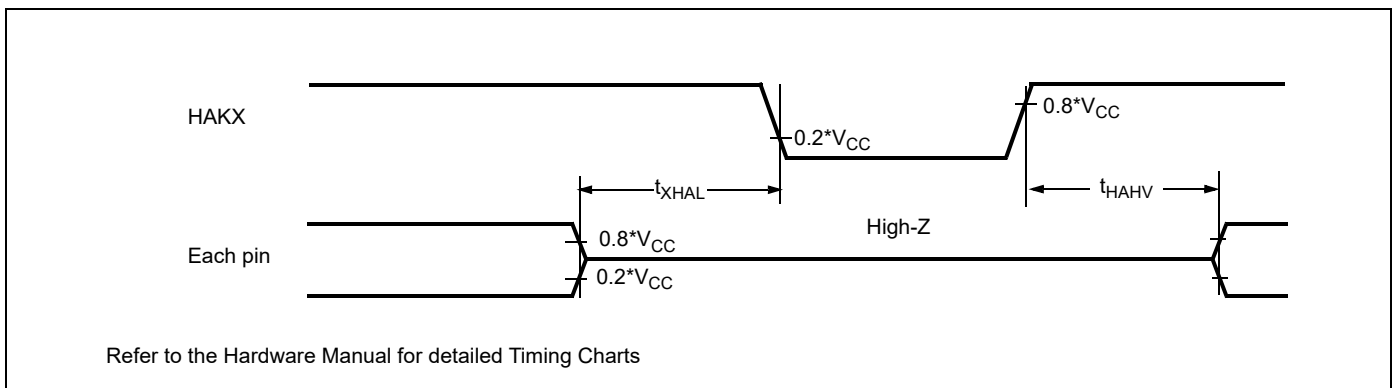 HAKX
0.2*VCC
0.8*VCC
tXHAL
tHAHV
High-Z
Each pin
0.8*VCC
0.2*VCC
Refer to the Hardware Manual for detailed Timing Charts